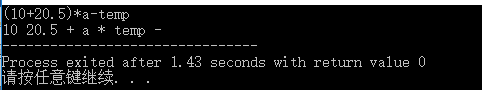 (10+20.5)*a-temp
10 20.5 + a * temp -
--------------------------------
Process exited after 1.43 seconds with return value 0
请按任意键继续. . .